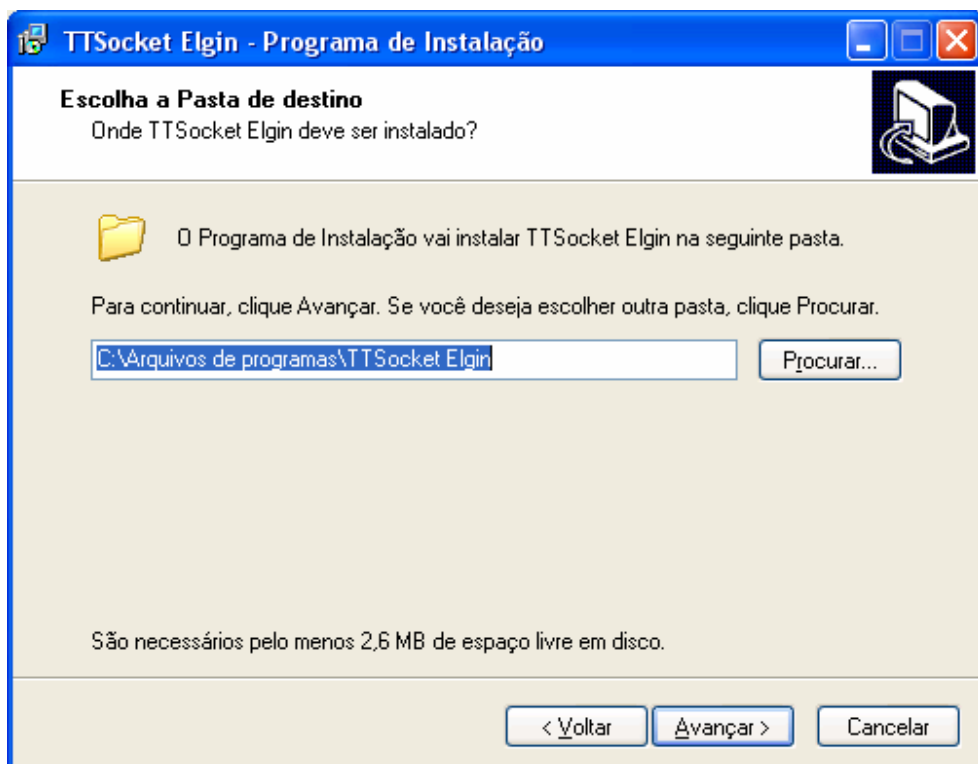 TTSocket Elgin - Programa de Instalação
Escolha a Pasta de destino
Onde TTSocket Elgin deve ser instalado?
O Programa de Instalação vai instalar TTSocket Elgin na seguinte pasta.
Para continuar, clique Avançar. Se você deseja escolher outra pasta, clique Procurar.
C:\Arquivos de programas\TTSocket Elgin
Procurar...
São necessários pelo menos 2,6 MB de espaço livre em disco.
< Voltar
Avançar >
Cancelar